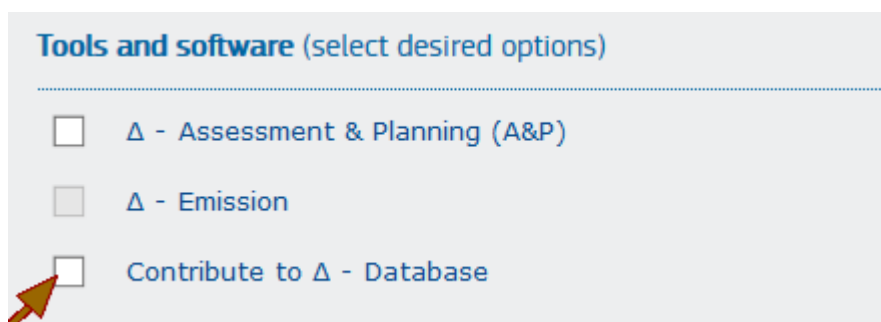 Tools and software (select desired options)
Δ - Assessment & Planning (A&P)
Δ - Emission
Contribute to Δ - Database